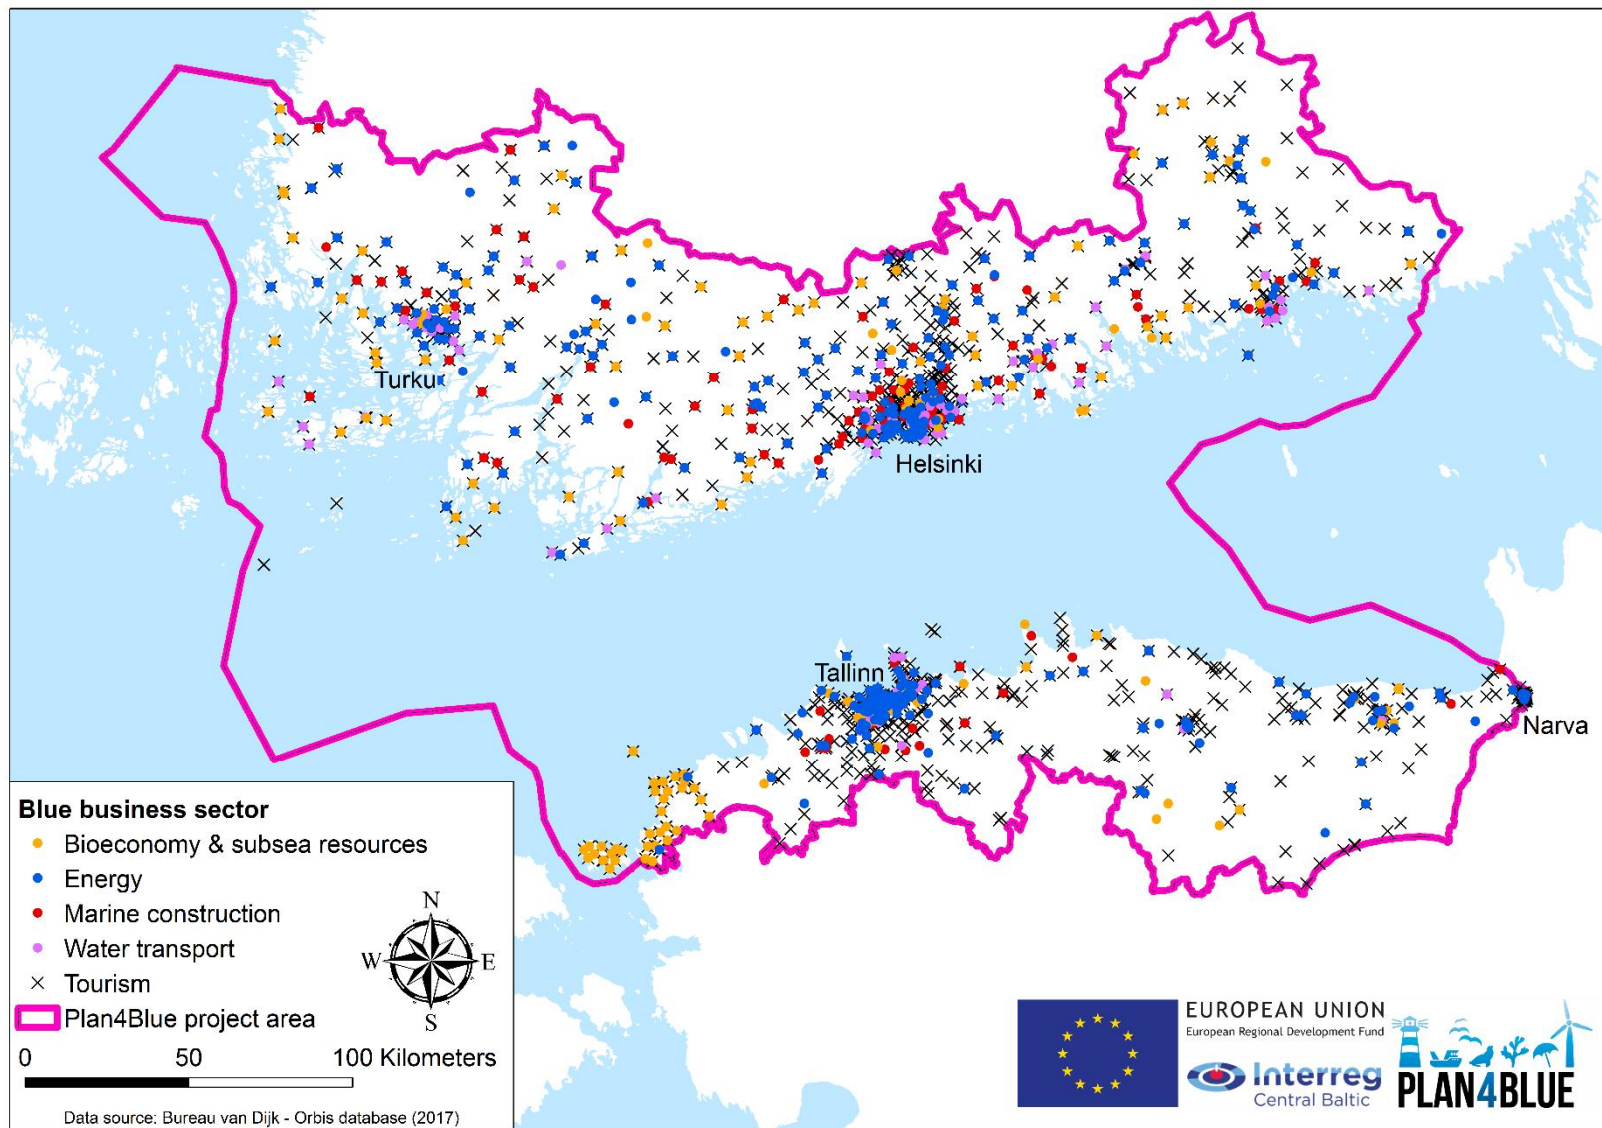 Turku
Helsinki
Tallinn
Narva
Blue business sector
Bioeconomy & subsea resources
Energy
Marine construction
Water transport
Tourism
Plan4Blue project area
N
W E
S
0 50 100 Kilometers
Data source: Bureau van Dijk - Orbis database (2017)
EUROPEAN UNION
European Regional Development Fund
Interreg
Central Baltic
PLAN4BLUE